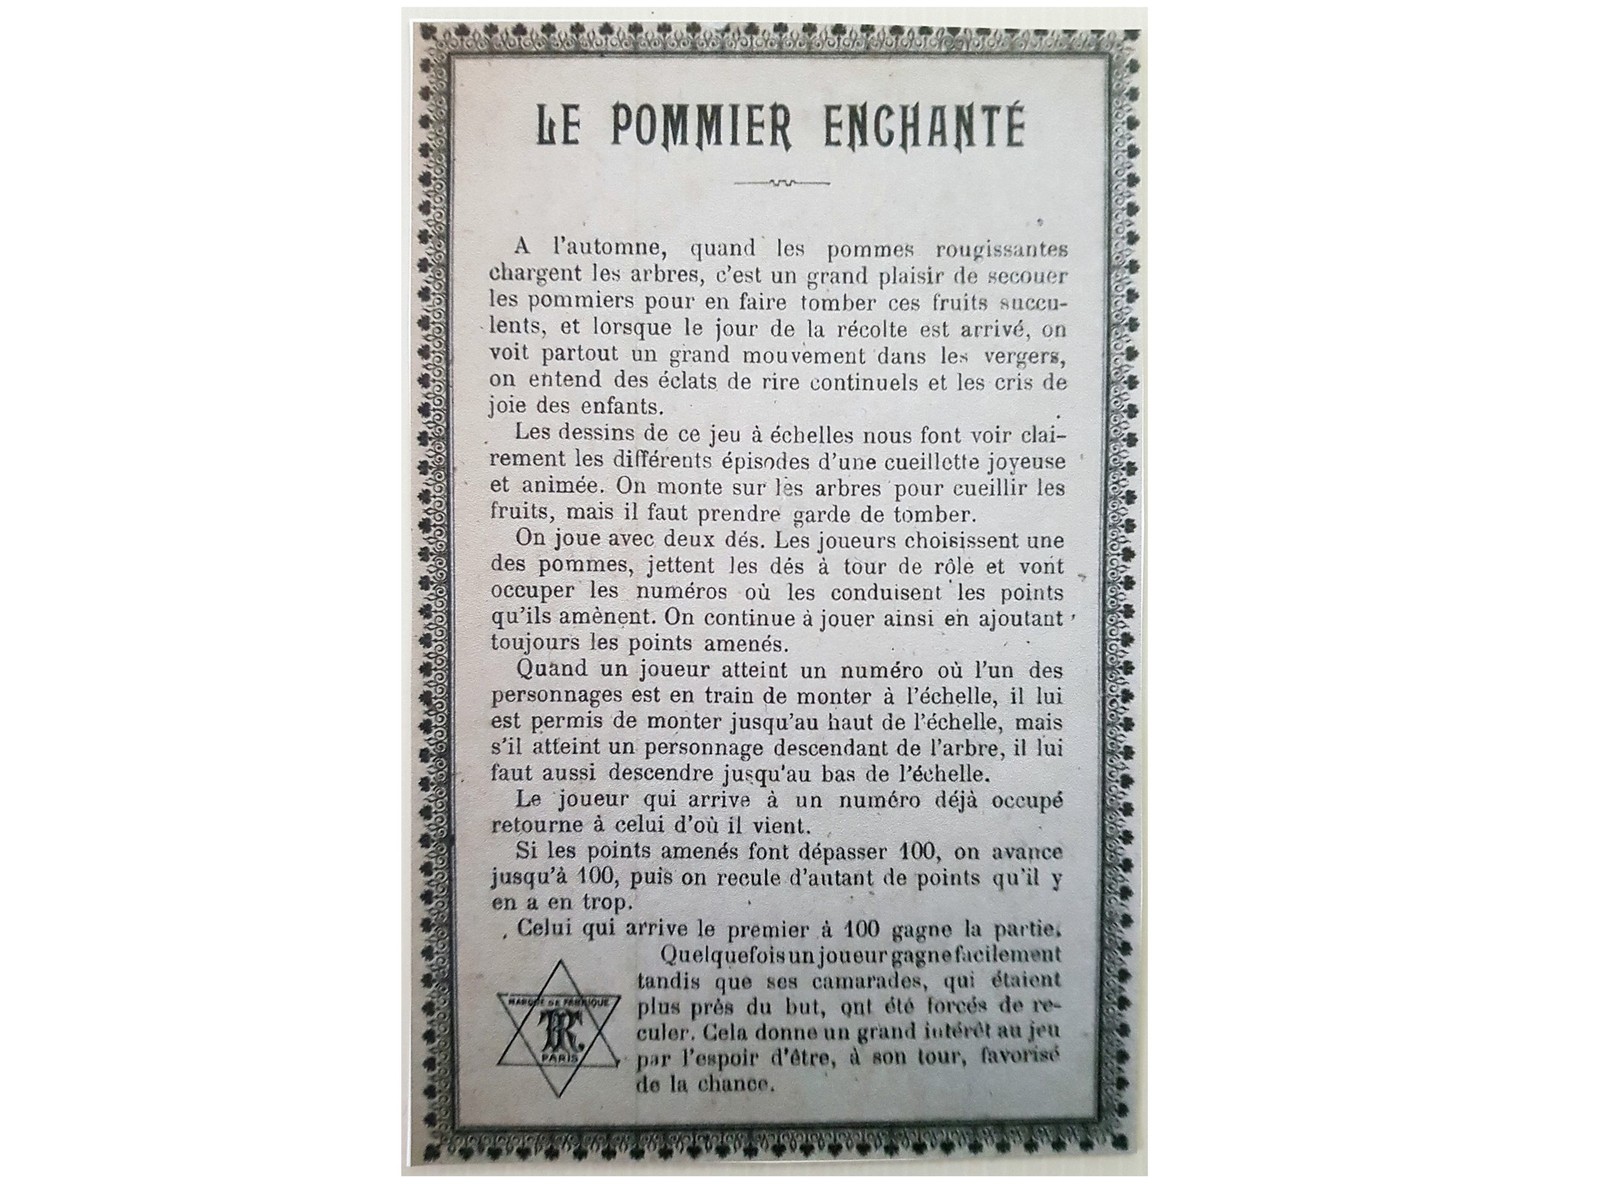 LE POMMIER ENCHANTÉ
A l'automne, quand les pommes rougissantes
chargent les arbres, c'est un grand plaisir de secouer
les pommiers pour en faire tomber ces fruits succu-
lents, et lorsque le jour de la récolte est arrivé, on
voit partout un grand mouvement dans les vergers,
on entend des éclats de rire continuels et les cris de
joie des enfants.
Les dessins de ce jeu à échelles nous font voir clai-
rement les différents épisodes d'une cueillette joyeuse
et animée. On monte sur les arbres pour cueillir les
fruits, mais il faut prendre garde de tomber.
On joue avec deux dés. Les joueurs choisissent une
des pommes, jettent les dés à tour de rôle et vont
occuper les numéros où les conduisent les points
qu'ils amènent. On continue à jouer ainsi en ajoutant
toujours les points amenés.
Quand un joueur atteint un numéro où l'un des
personnages est en train de monter à l'échelle, il lui
est permis de monter jusqu'au haut de l'échelle, mais
s'il atteint un personnage descendant de l'arbre, il lui
faut aussi descendre jusqu'au bas de l'échelle.
Le joueur qui arrive à un numéro déjà occupé
retourne à celui d'où il vient.
Si les points amenés font dépasser 100, on avance
jusqu'à 100, puis on recule d'autant de points qu'il y
en a en trop.
Celui qui arrive le premier à 100 gagne la partie.
Quelquefois un joueur gagne facilement
tandis que ses camarades, qui étaient
plus près du but, ont été forcés de re-
culer. Cela donne un grand intérêt au jeu
par l'espoir d'être, à son tour, favorisé
de la chance.
MARQUE DE FABRIQUE
PARIS